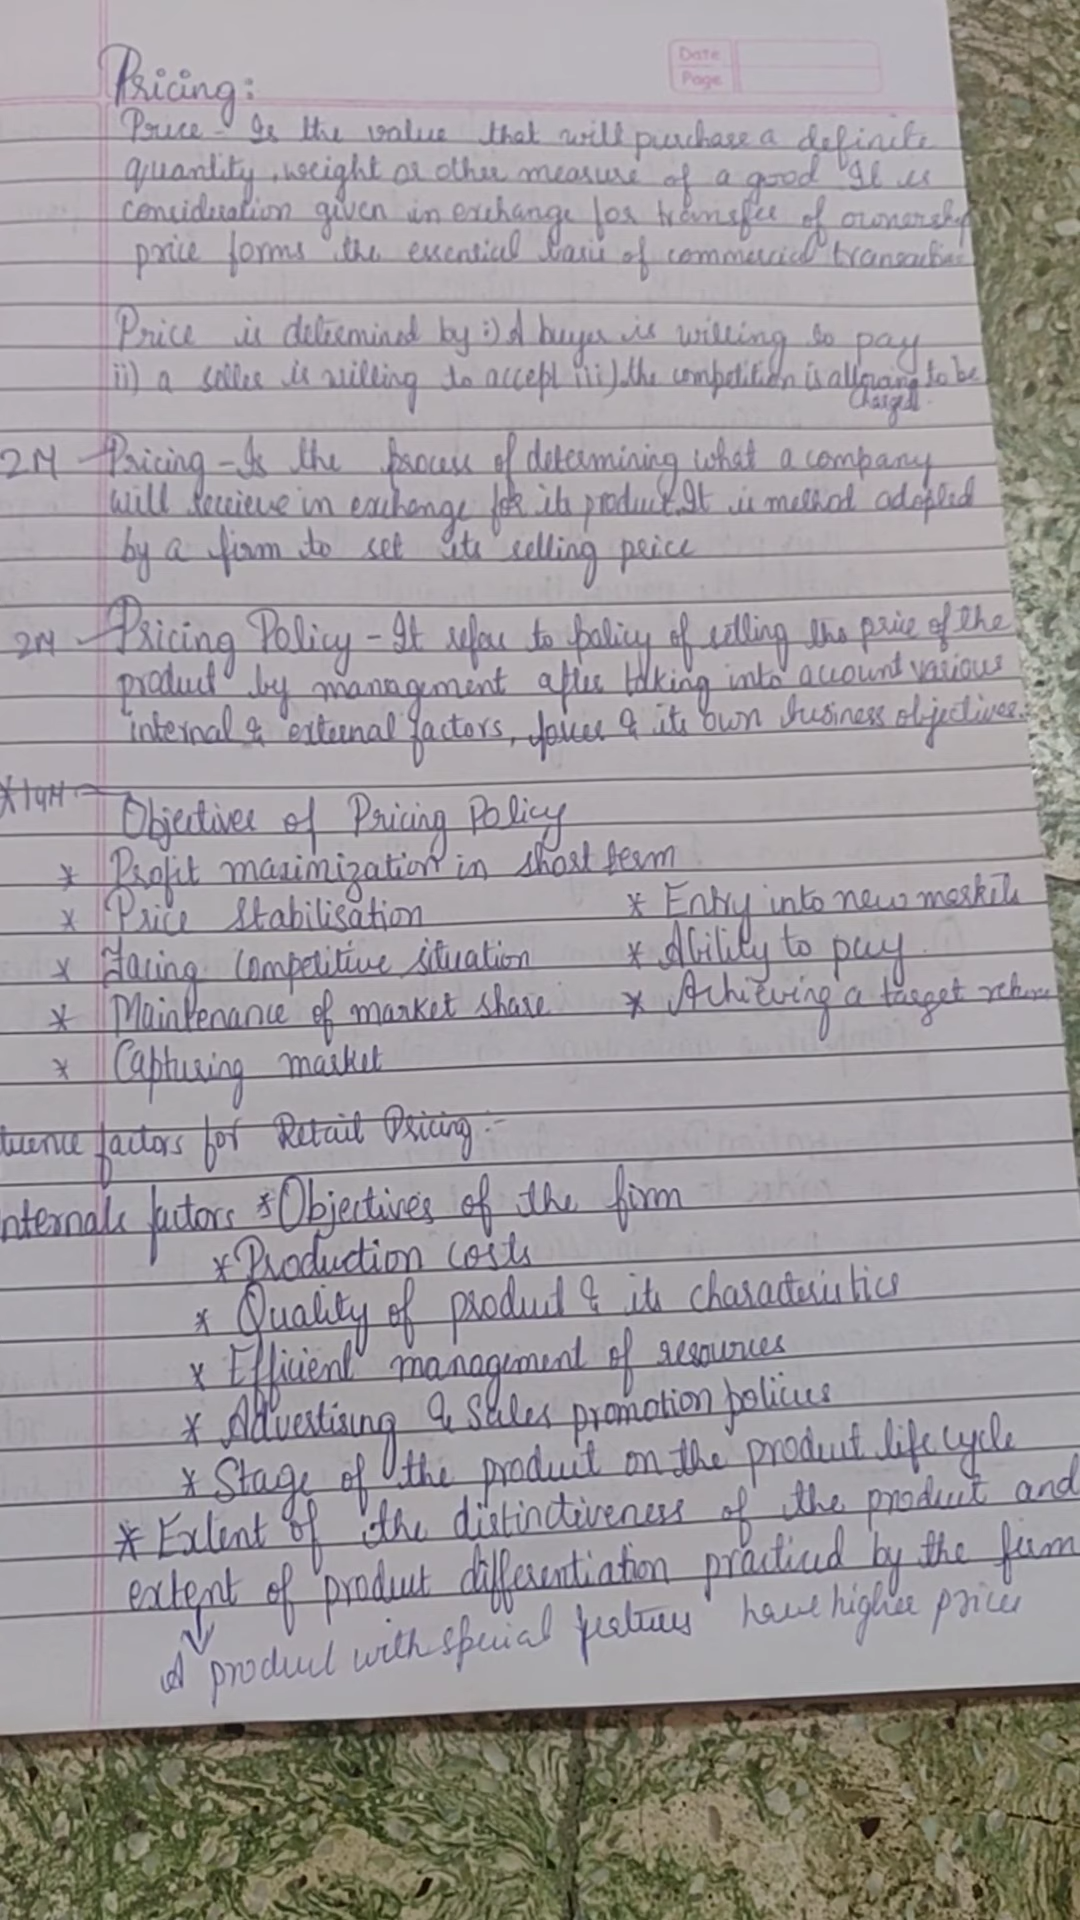 Date
Page
Pricing:
Price - Is the value that will purchase a definite
quantity, weight or other measure of a good It is
consideration given in exchange for transfer of ownership
price forms the essential basis of commercial transaction
Price is determined by :i) A buyer is willing to pay
ii) a seller is willing to accept iii) the competition is allowing to be
charged.
2M Pricing - Is the process of determining what a company
will receieve in exchange for its product. It is method adopted
by a firm to set its selling price
2M Pricing Policy - It refers to policy of setting the price of the
product by management after taking into account various
internal & external factors, forces & its own business objectives.
Objectives of Pricing Policy
* Profit maximization in short term
* Price Stabilisation * Entry into new markets
* Facing competitive situation * Ability to pay
* Maintenance of market share * Achieving a target return
* Capturing market
luence factors for Retail Pricing :-
nternals factors * Objectives of the firm
* Production costs
* Quality of product & its characteristics
* Efficient management of resources
* Advertising & Sales promotion policies
* Stage of the product on the product life cycle
* Extent of the distinctiveness of the product and
extent of product differentiation practiced by the firm
A product with special features have higher prices